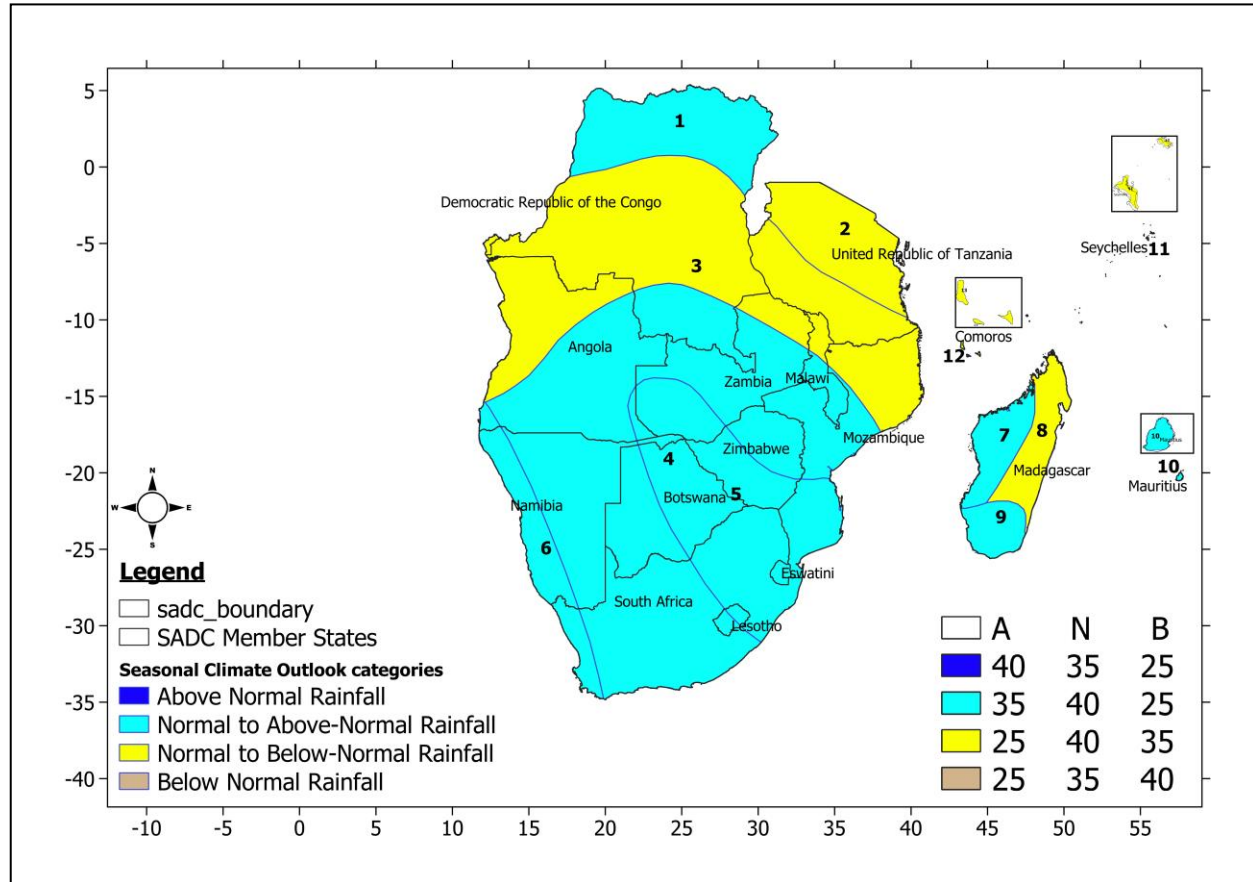 5
0
-5
-10
-15
-20
-25
-30
-35
-40
-10
-5
0
5
10
15
20
25
30
35
40
45
50
55
1
Democratic Republic of the Congo
2
United Republic of Tanzania
3
Seychelles 11
Angola
Comoros
12
Zambia
Malawi
7
8
10
Mauritius
Mozambique
Zimbabwe
4
Madagascar
10
Mauritius
Botswana
5
Namibia
9
6
Eswatini
South Africa
Lesotho
N
W
E
S
Legend
sadc_boundary
SADC Member States
Seasonal Climate Outlook categories
Above Normal Rainfall
Normal to Above-Normal Rainfall
Normal to Below-Normal Rainfall
Below Normal Rainfall
A N B
40 35 25
35 40 25
25 40 35
25 35 40